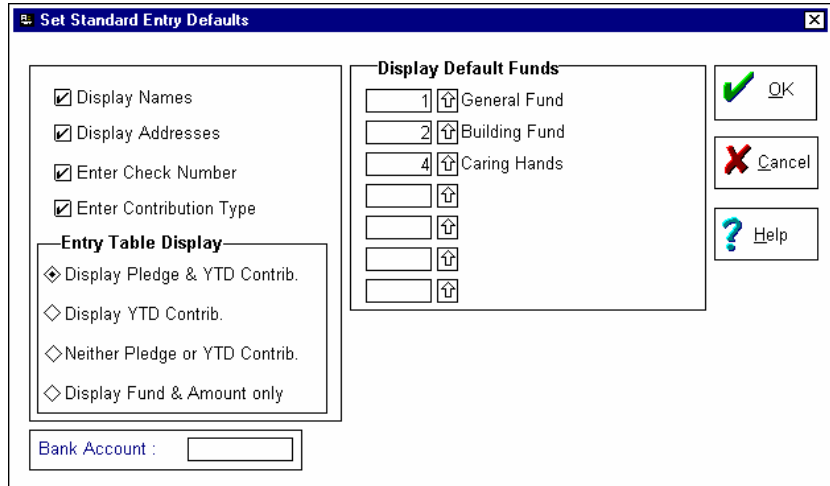 Set Standard Entry Defaults
Display Names
Display Addresses
Enter Check Number
Enter Contribution Type
Entry Table Display
Display Pledge & YTD Contrib.
Display YTD Contrib.
Neither Pledge or YTD Contrib.
Display Fund & Amount only
Bank Account :
Display Default Funds
1 General Fund
2 Building Fund
4 Caring Hands
OK
Cancel
Help